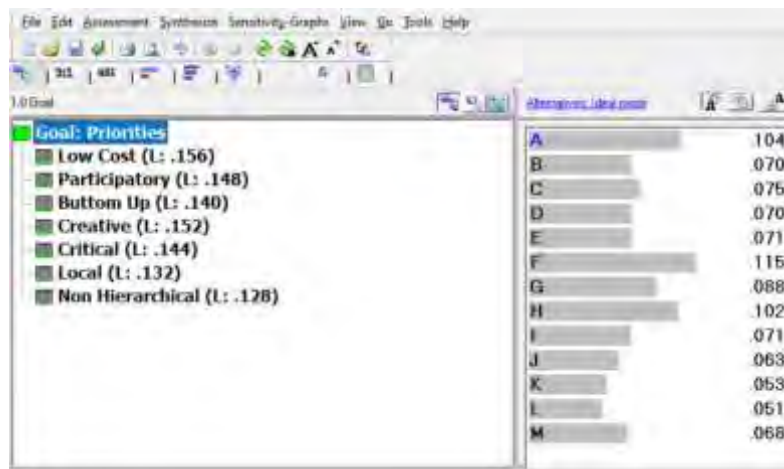 File Edit Assessment Synthesize Sensitivity-Graphs View Go Tools Help
1.0 Goal
Alternatives: Ideal mode
Goal: Priorities
Low Cost (L: .156)
Participatory (L: .148)
Buttom Up (L: .140)
Creative (L: .152)
Critical (L: .144)
Local (L: .132)
Non Hierarchical (L: .128)
A .104
B .070
C .075
D .070
E .071
F .115
G .088
H .102
I .071
J .063
K .053
L .051
M .068